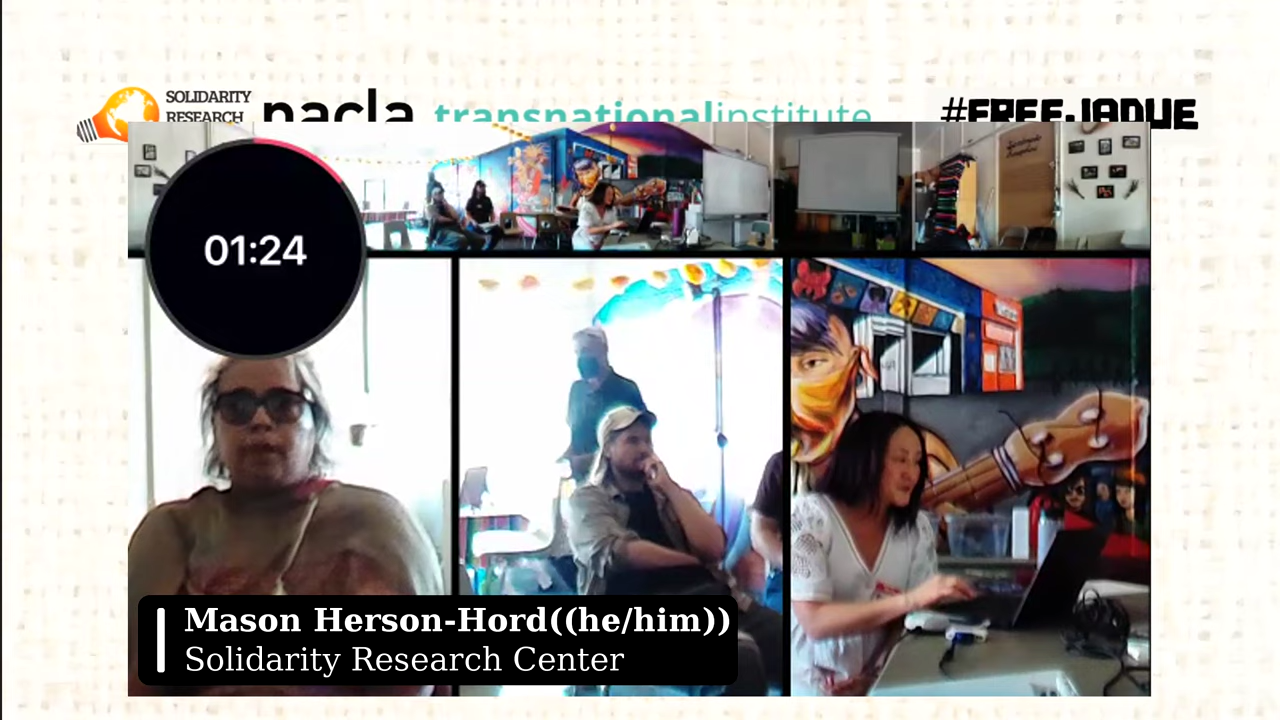 SOLIDARITY
RESEARCH
nacla
transnationalinstitute
#FREEJADUE
01:24
Mason Herson-Hord((he/him))
Solidarity Research Center